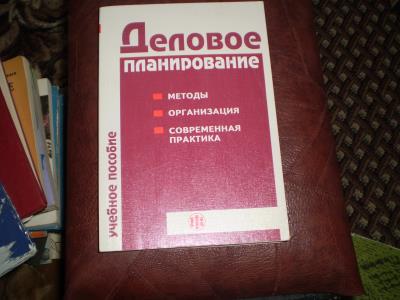 Деловое
планирование
МЕТОДЫ
ОРГАНИЗАЦИЯ
СОВРЕМЕННАЯ
ПРАКТИКА
учебное пособие